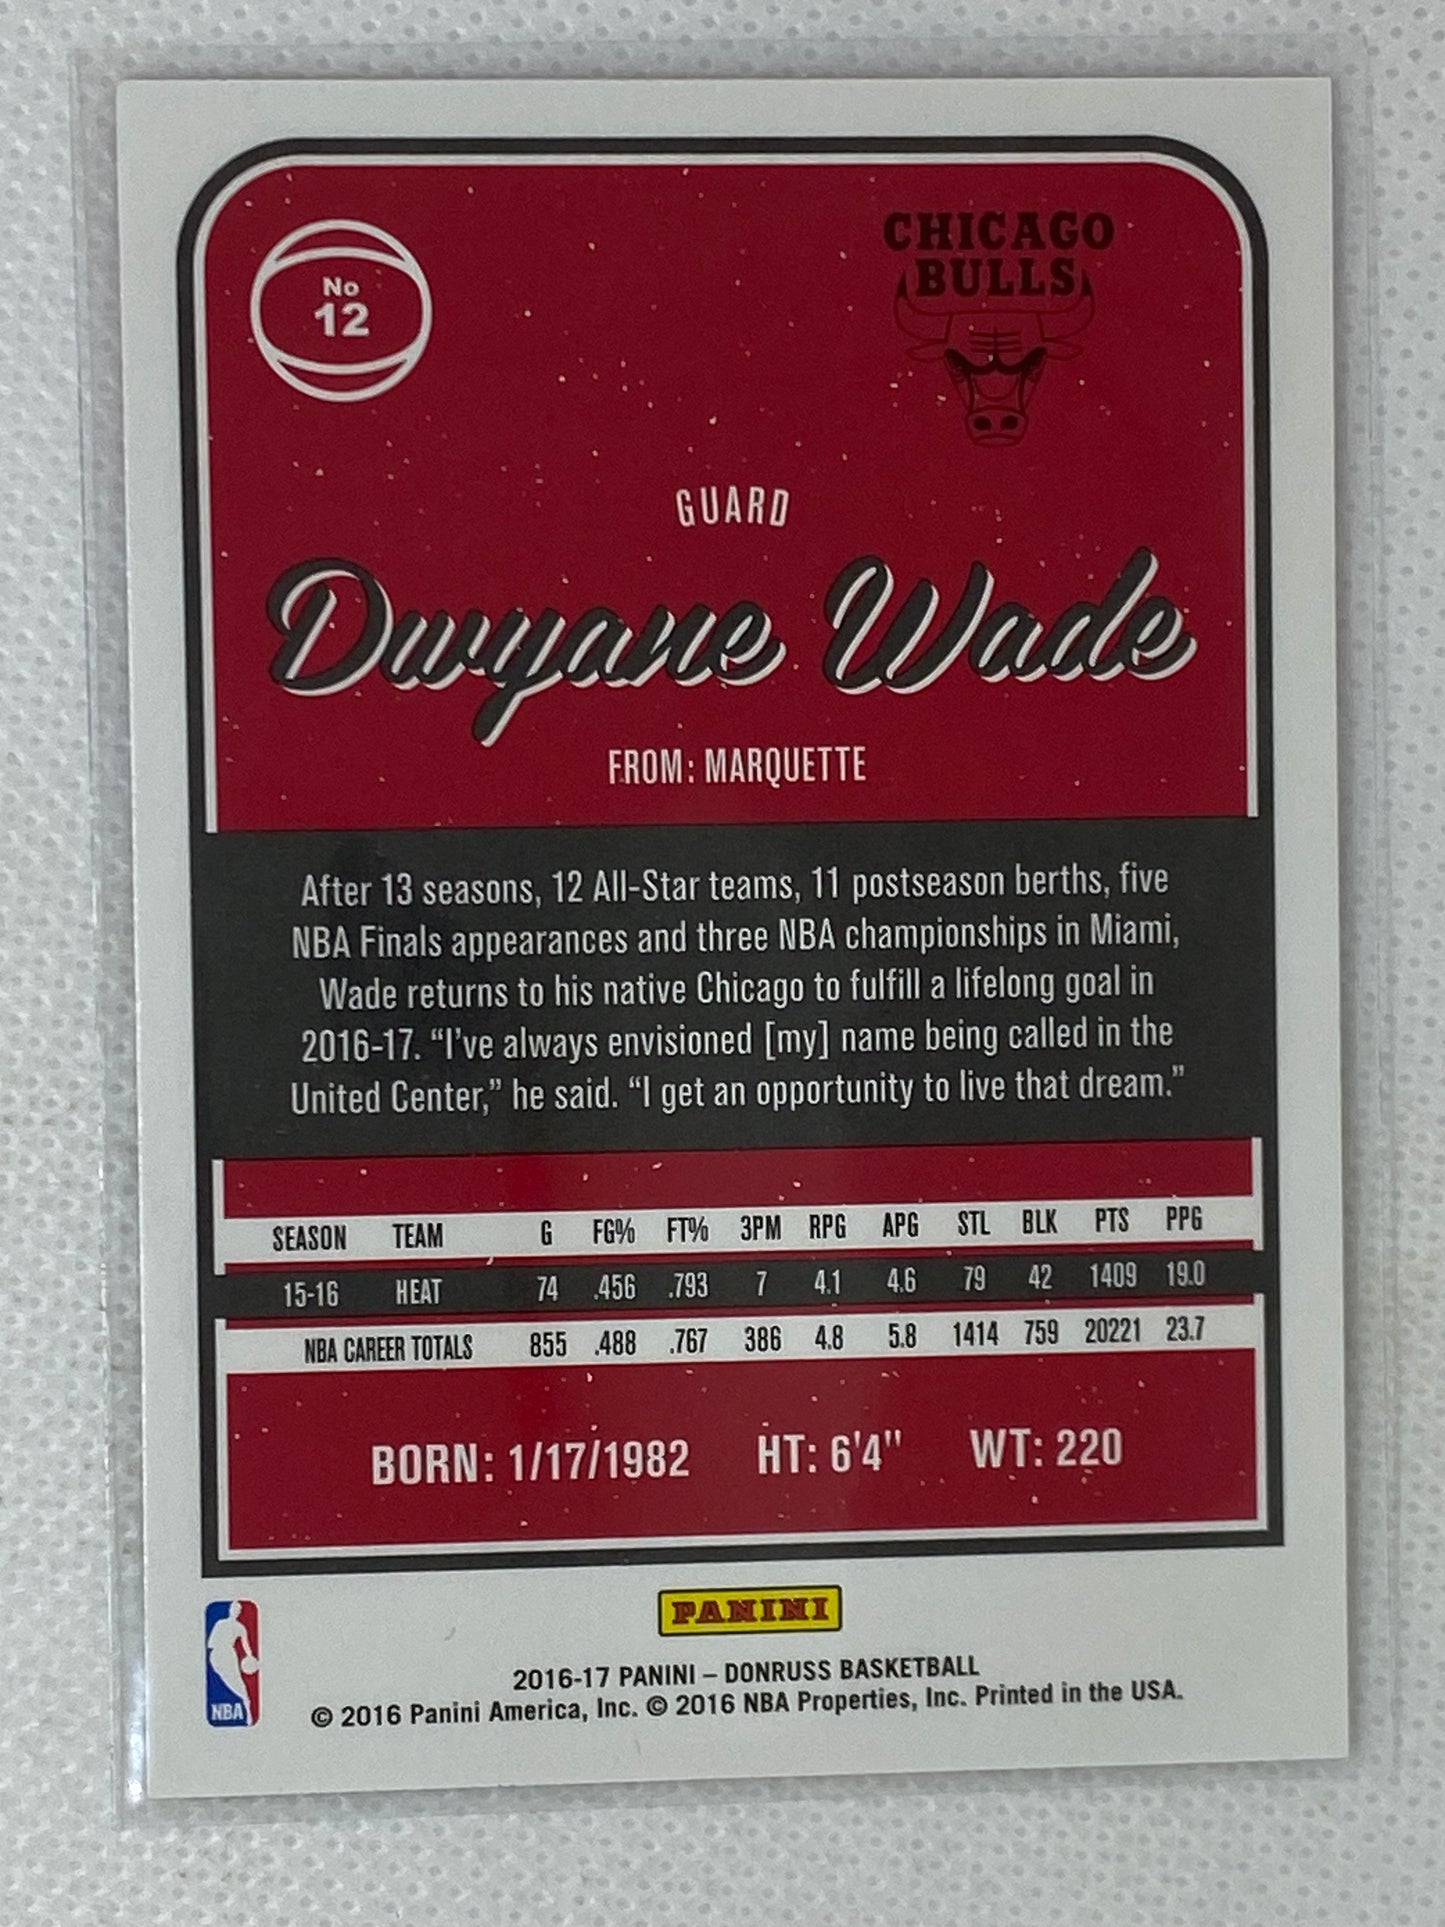 No
12
CHICAGO
BULLS
GUARD
Dwyane Wade
FROM: MARQUETTE
After 13 seasons, 12 All-Star teams, 11 postseason berths, five
NBA Finals appearances and three NBA championships in Miami,
Wade returns to his native Chicago to fulfill a lifelong goal in
2016-17. “I’ve always envisioned [my] name being called in the
United Center,” he said. “I get an opportunity to live that dream.”
SEASON TEAM G FG% FT% 3PM RPG APG STL BLK PTS PPG
15-16 HEAT 74 .456 .793 7 4.1 4.6 79 42 1409 19.0
NBA CAREER TOTALS 855 .488 .767 386 4.8 5.8 1414 759 20221 23.7
BORN: 1/17/1982 HT: 6'4" WT: 220
PANINI
NBA
2016-17 PANINI – DONRUSS BASKETBALL
© 2016 Panini America, Inc. © 2016 NBA Properties, Inc. Printed in the USA.